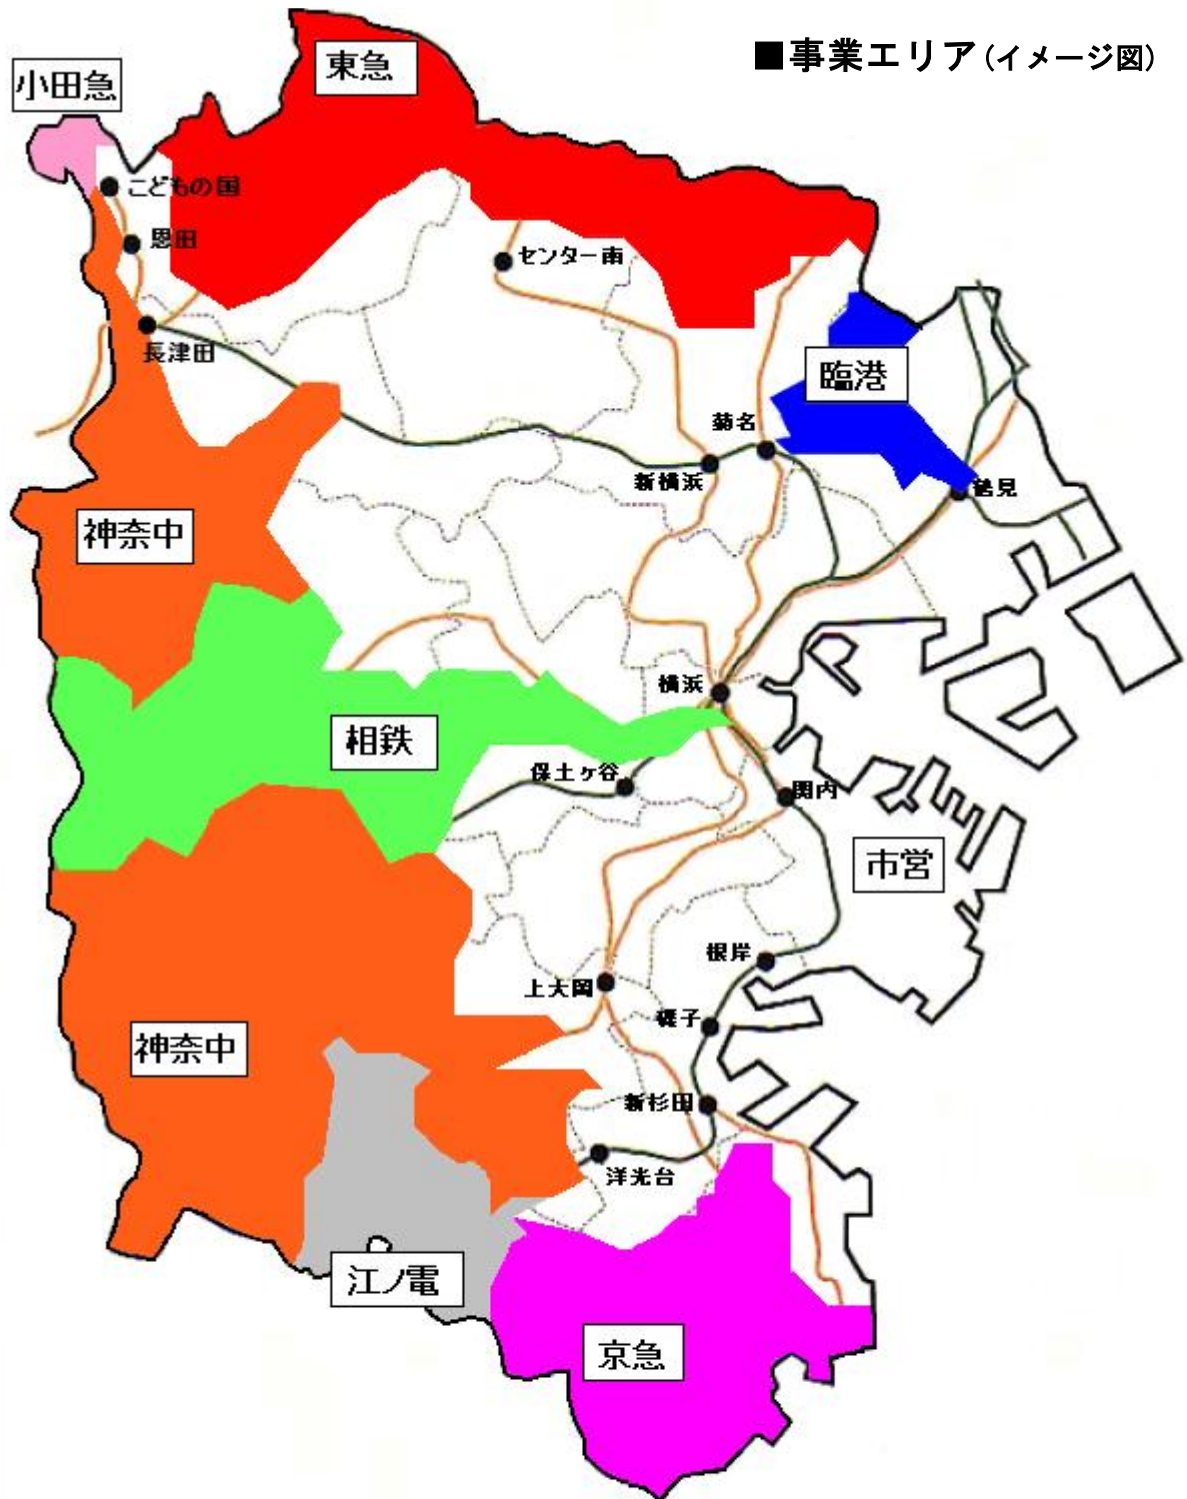 ■事業エリア(イメージ図)
東急
小田急
こどもの国
恩田
センター南
長津田
臨港
菊名
新横浜
鶴見
神奈中
横浜
相鉄
保土ヶ谷
関内
市営
根岸
上大岡
磯子
神奈中
新杉田
洋光台
江ノ電
京急